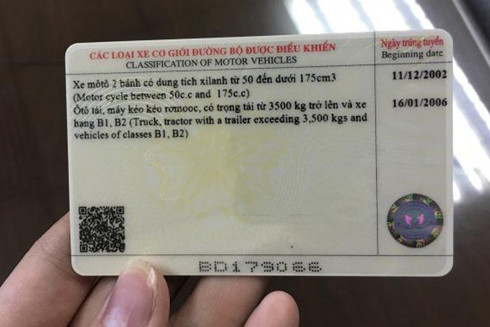 CÁC LOẠI XE CƠ GIỚI ĐƯỜNG BỘ ĐƯỢC ĐIỀU KHIỂN
CLASSIFICATION OF MOTOR VEHICLES
Ngày trúng tuyển
Beginning date
Xe môtô 2 bánh có dung tích xilanh từ 50 đến dưới 175cm3 11/12/2002
(Motor cycle between 50c.c and 175c.c)
Ôtô tải, máy kéo kéo rơmooc, có trọng tải từ 3500 kg trở lên và xe 16/01/2006
hạng B1, B2 (Truck, tractor with a trailer exceeding 3,500 kgs and
vehicles of classes B1, B2)
BD179066